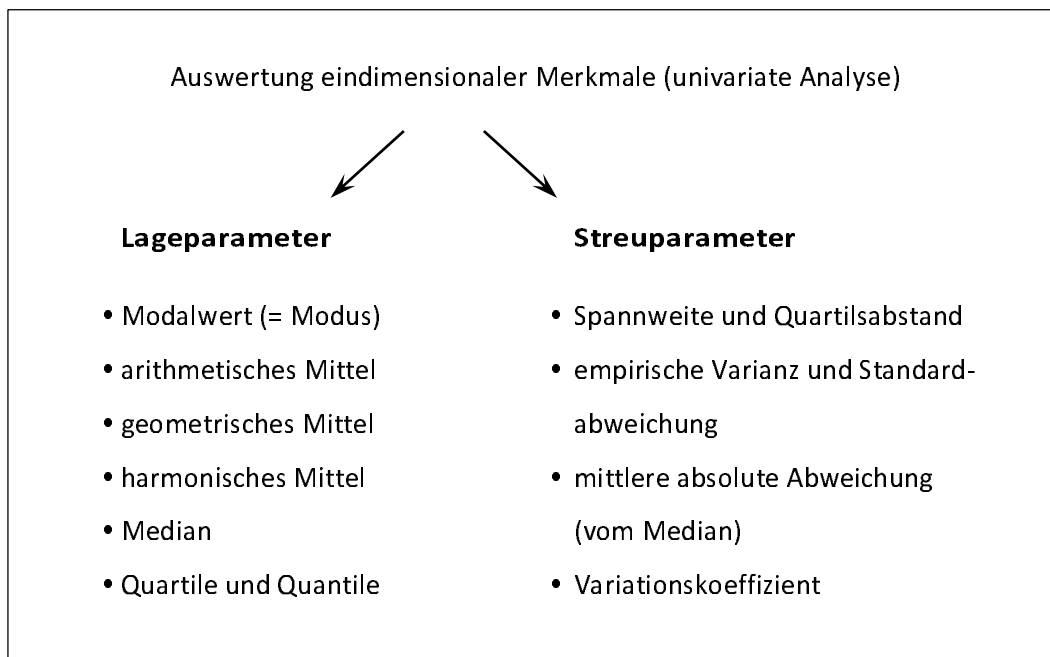 Auswertung eindimensionaler Merkmale (univariate Analyse)
Lageparameter
• Modalwert (= Modus)
• arithmetisches Mittel
• geometrisches Mittel
• harmonisches Mittel
• Median
• Quartile und Quantile
Streuparameter
• Spannweite und Quartilsabstand
• empirische Varianz und Standard-
abweichung
• mittlere absolute Abweichung
(vom Median)
• Variationskoeffizient